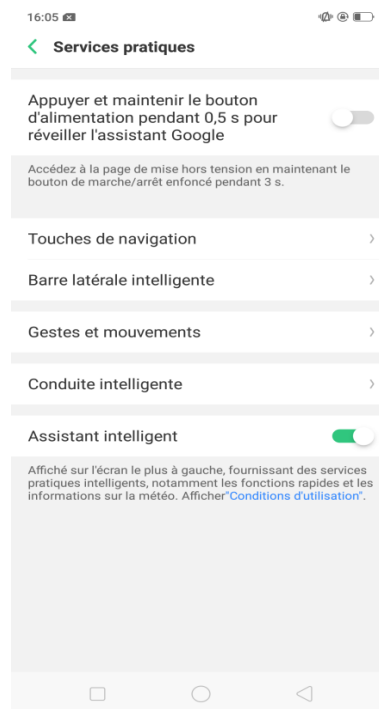 16:05
Services pratiques
Appuyer et maintenir le bouton
d'alimentation pendant 0,5 s pour
réveiller l'assistant Google
Accédez à la page de mise hors tension en maintenant le
bouton de marche/arrêt enfoncé pendant 3 s.
Touches de navigation
Barre latérale intelligente
Gestes et mouvements
Conduite intelligente
Assistant intelligent
Affiché sur l'écran le plus à gauche, fournissant des services
pratiques intelligents, notamment les fonctions rapides et les
informations sur la météo. Afficher"Conditions d'utilisation".